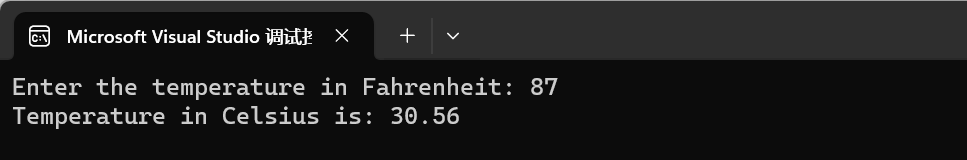 Microsoft Visual Studio 调试
Enter the temperature in Fahrenheit: 87
Temperature in Celsius is: 30.56